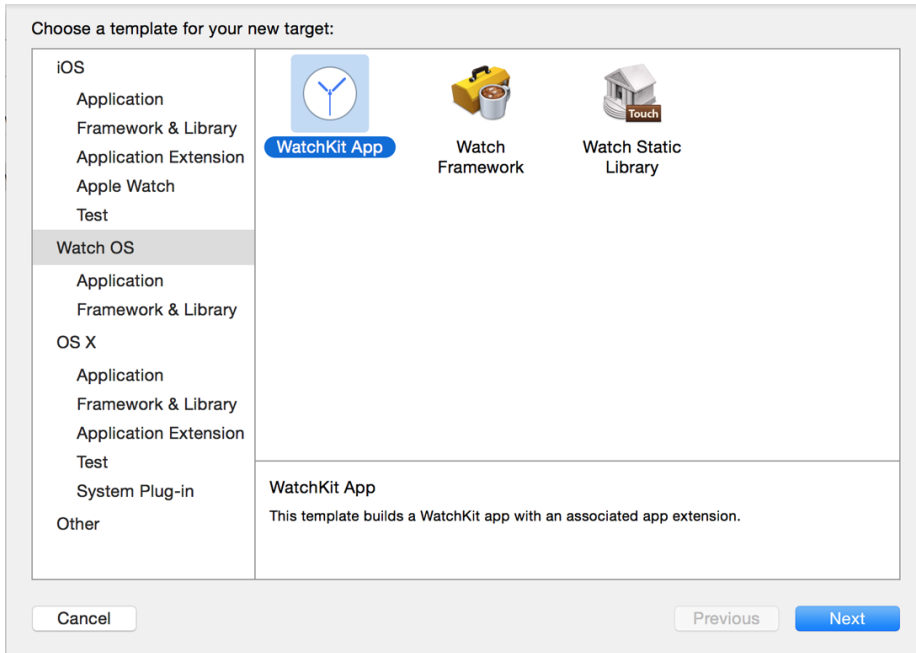 Choose a template for your new target:
iOS
Application
Framework & Library
Application Extension
Apple Watch
Test
Watch OS
Application
Framework & Library
OS X
Application
Framework & Library
Application Extension
Test
System Plug-in
Other
WatchKit App
Watch
Framework
Touch
Watch Static
Library
WatchKit App
This template builds a WatchKit app with an associated app extension.
Cancel
Previous
Next